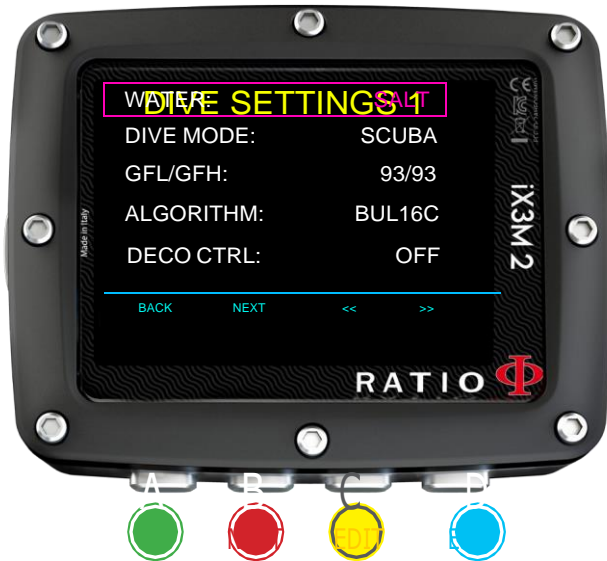 DIVE SETTINGS 1
WATER: SALT
DIVE MODE: SCUBA
GFL/GFH: 93/93
ALGORITHM: BUL16C
DECO CTRL: OFF
BACK NEXT << >>
Made in Italy
iX3M 2
RATIO
A B C D
EDIT